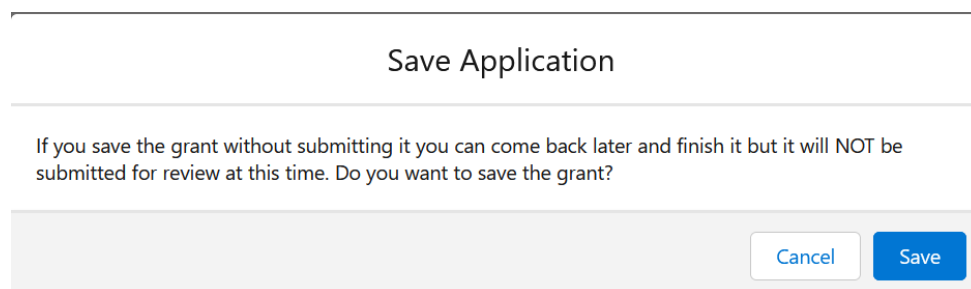 Save Application
If you save the grant without submitting it you can come back later and finish it but it will NOT be
submitted for review at this time. Do you want to save the grant?
Cancel
Save